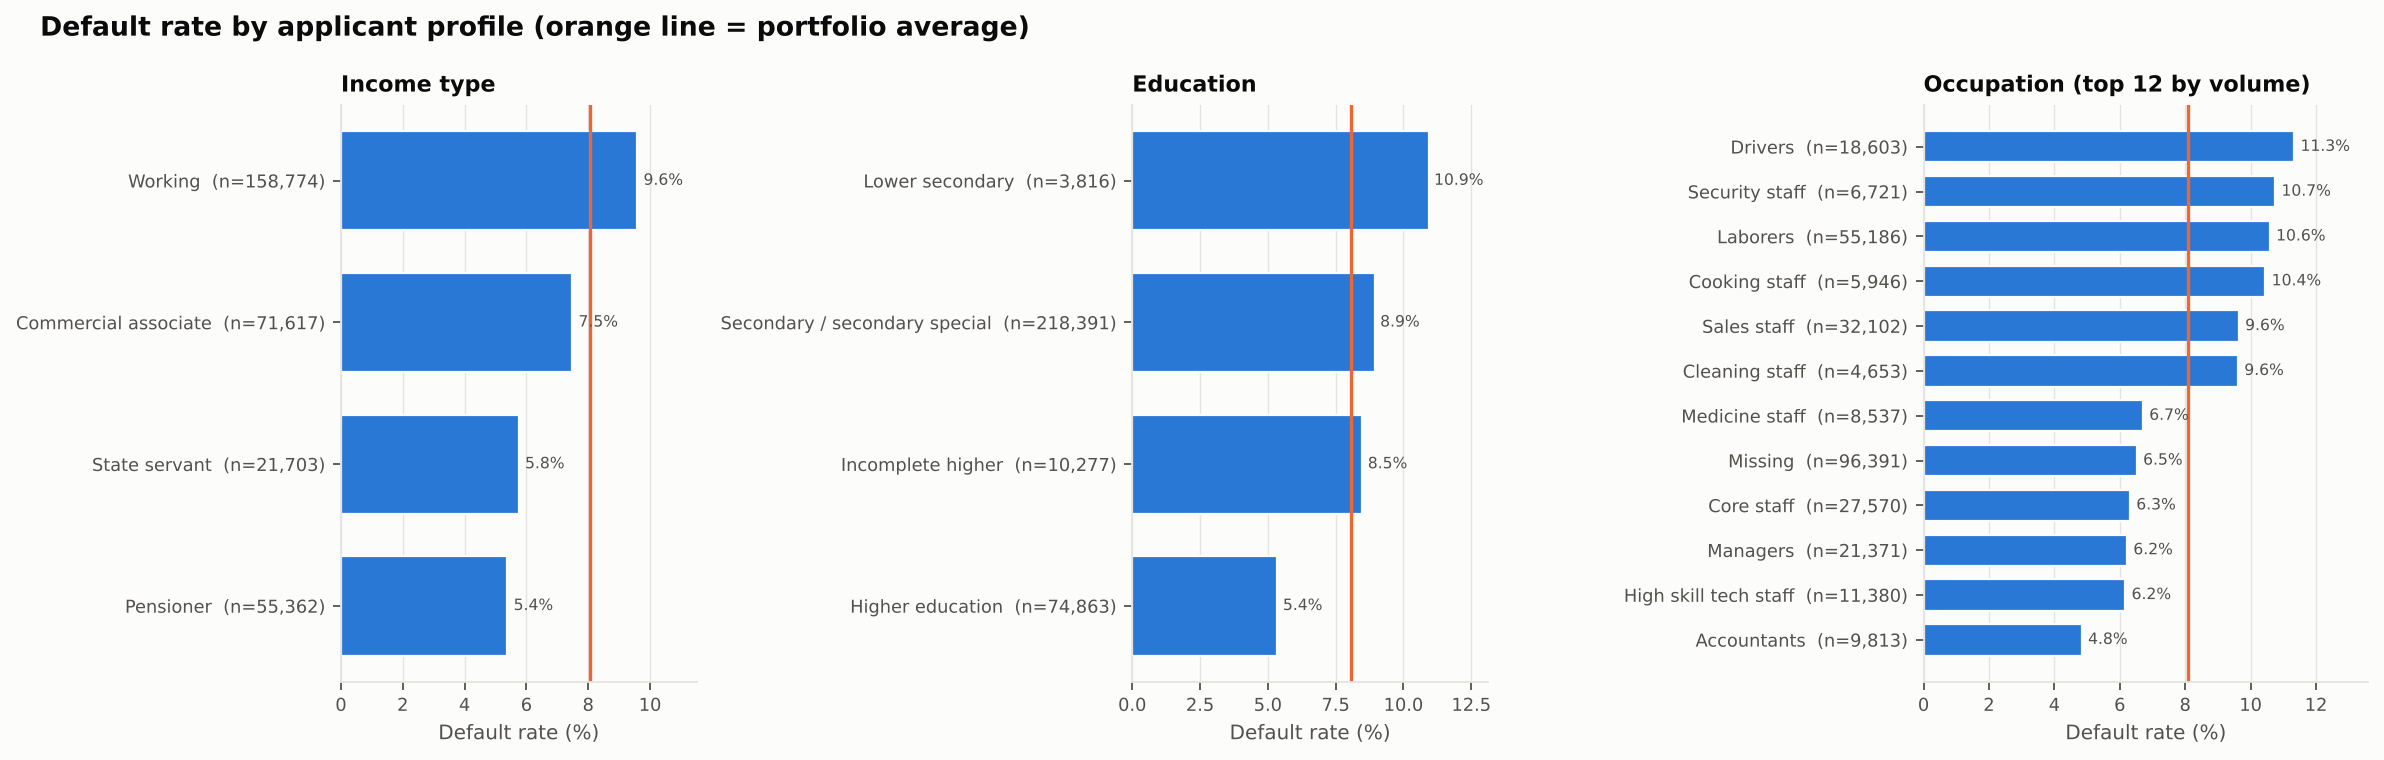 Default rate by applicant profile (orange line = portfolio average)
Income type
Working (n=158,774)
9.6%
Commercial associate (n=71,617)
7.5%
State servant (n=21,703)
5.8%
Pensioner (n=55,362)
5.4%
0 2 4 6 8 10
Default rate (%)
Education
Lower secondary (n=3,816)
10.9%
Secondary / secondary special (n=218,391)
8.9%
Incomplete higher (n=10,277)
8.5%
Higher education (n=74,863)
5.4%
0.0 2.5 5.0 7.5 10.0 12.5
Default rate (%)
Occupation (top 12 by volume)
Drivers (n=18,603)
11.3%
Security staff (n=6,721)
10.7%
Laborers (n=55,186)
10.6%
Cooking staff (n=5,946)
10.4%
Sales staff (n=32,102)
9.6%
Cleaning staff (n=4,653)
9.6%
Medicine staff (n=8,537)
6.7%
Missing (n=96,391)
6.5%
Core staff (n=27,570)
6.3%
Managers (n=21,371)
6.2%
High skill tech staff (n=11,380)
6.2%
Accountants (n=9,813)
4.8%
0 2 4 6 8 10 12
Default rate (%)